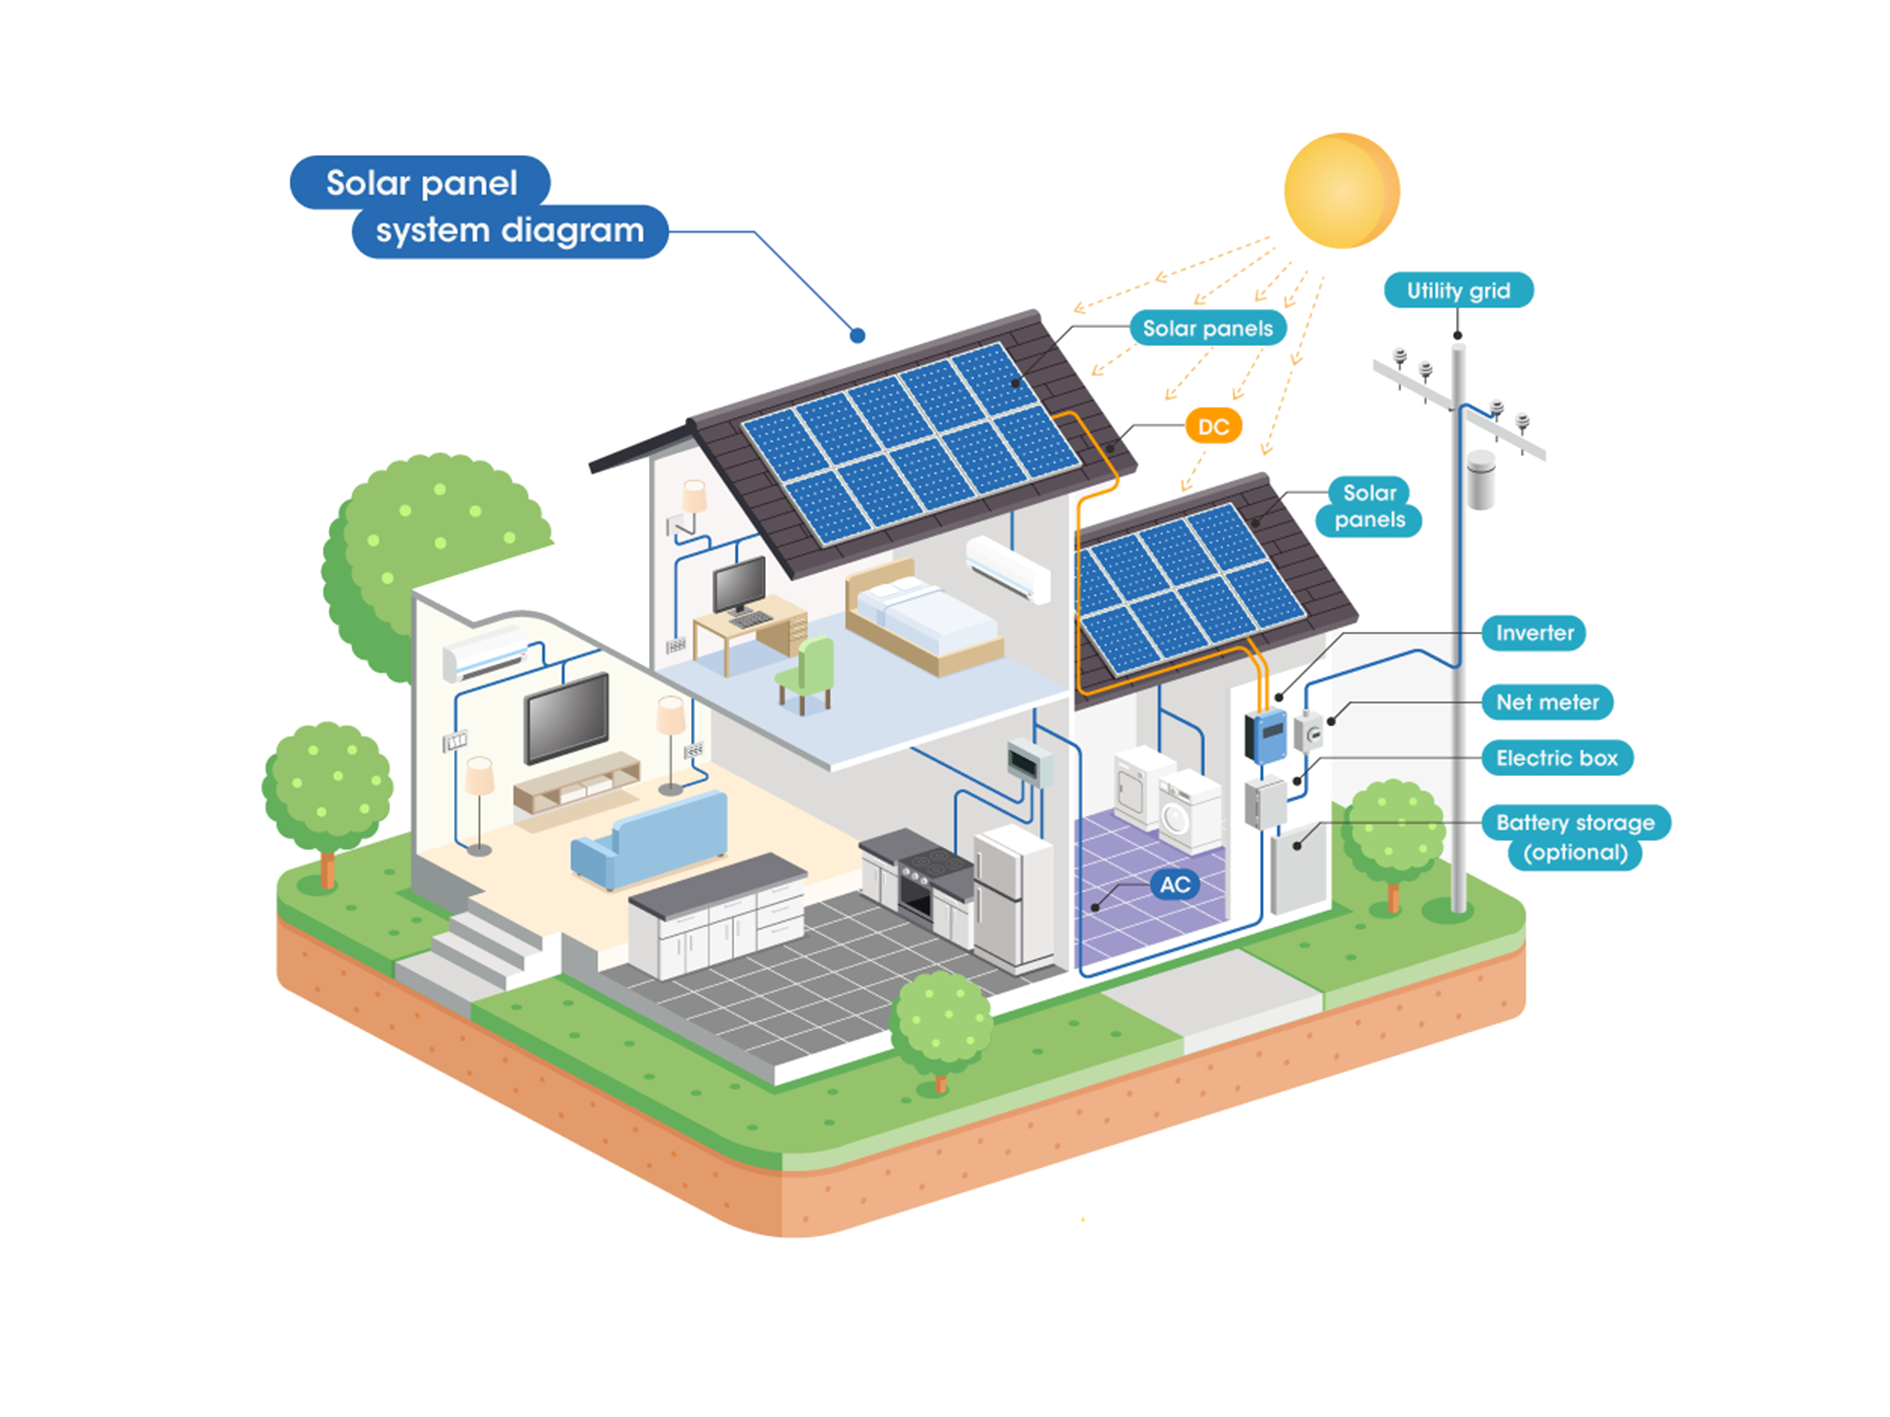 Solar panel
system diagram
Utility grid
Solar panels
DC
Solar
panels
Inverter
Net meter
Electric box
Battery storage
(optional)
AC